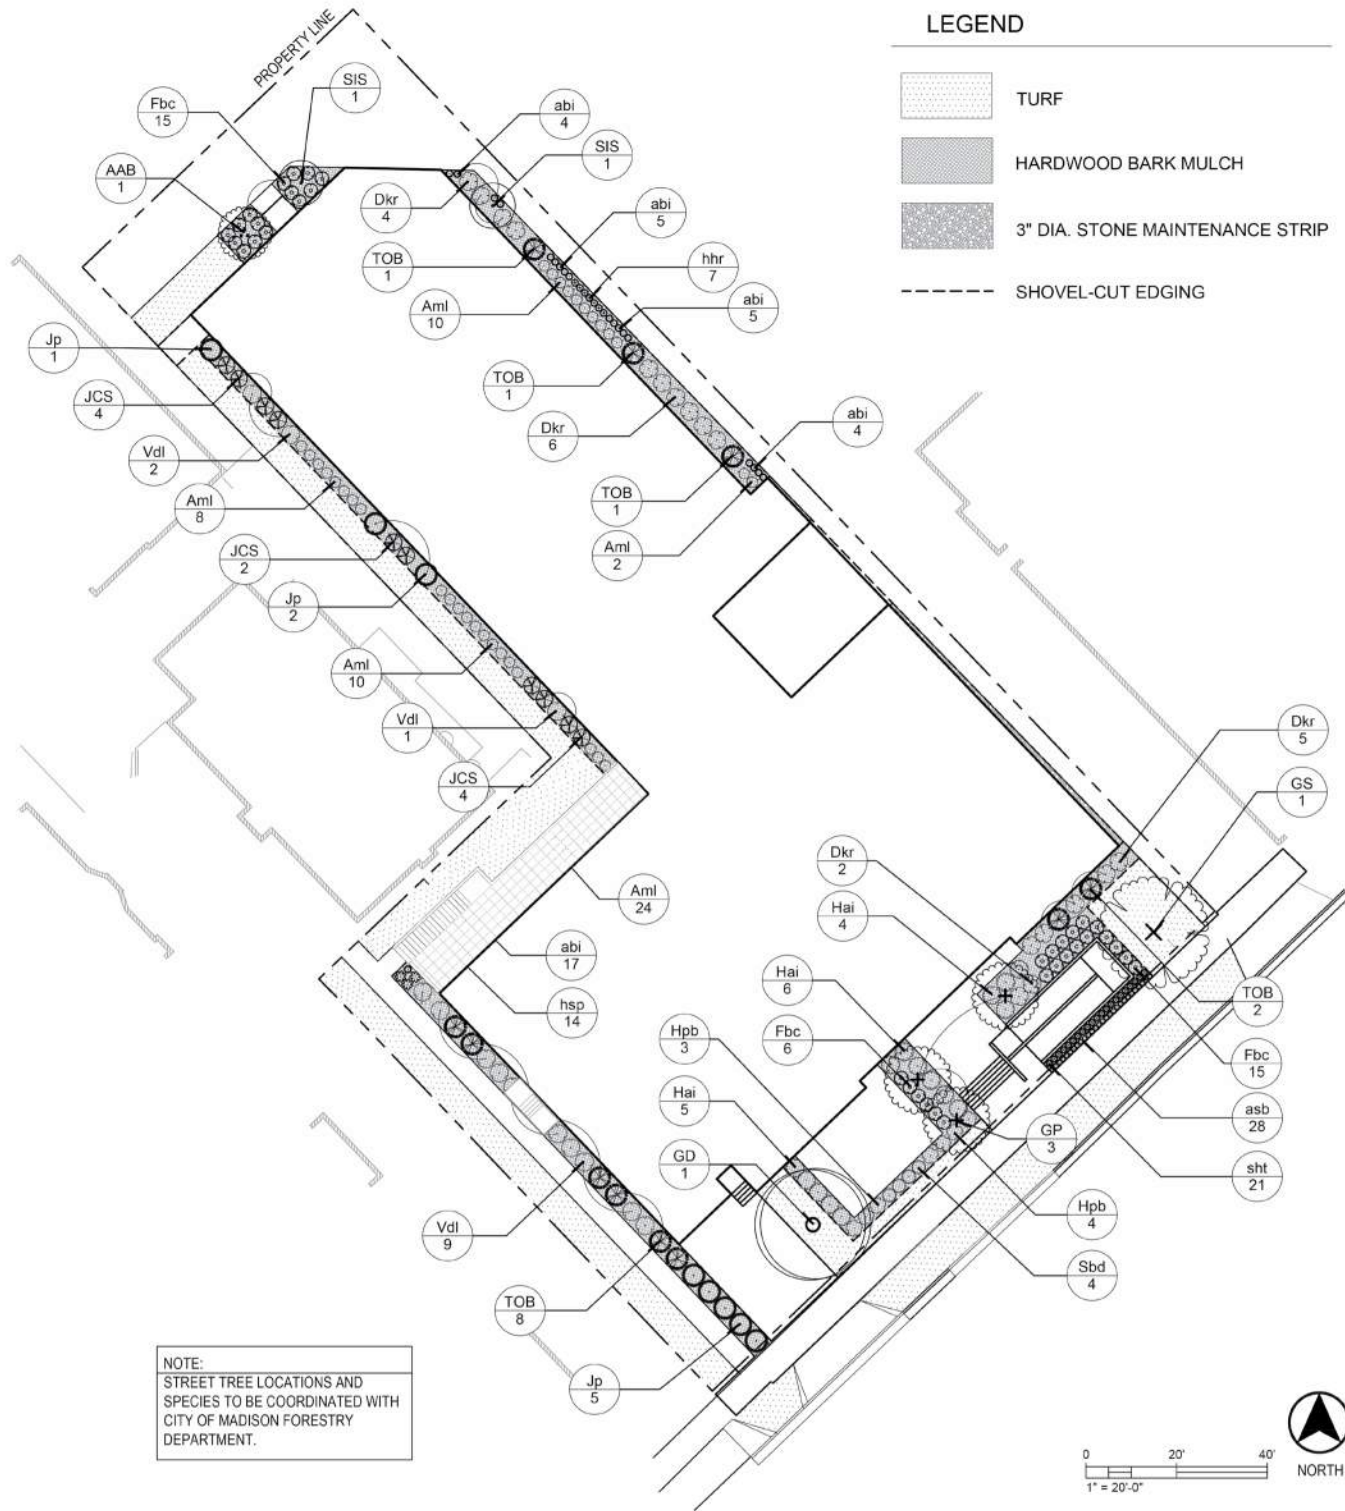 LEGEND
TURF
HARDWOOD BARK MULCH
3" DIA. STONE MAINTENANCE STRIP
SHOVEL-CUT EDGING
PROPERTY LINE
SIS
1
Fbc
15
AAB
1
abi
4
SIS
1
Dkr
4
abi
5
TOB
1
hhr
7
Aml
10
abi
5
Jp
1
TOB
1
JCS
4
Dkr
6
abi
4
Vdl
2
TOB
1
Aml
8
Aml
2
JCS
2
Jp
2
Aml
10
Vdl
1
Dkr
5
JCS
4
GS
1
Dkr
2
Aml
24
Hai
4
abi
17
Hai
6
TOB
2
hsp
14
Hpb
3
Fbc
6
Fbc
15
Hai
5
asb
28
GP
3
GD
1
sht
21
Hpb
4
Vdl
9
Sbd
4
TOB
8
Jp
5
NOTE:
STREET TREE LOCATIONS AND
SPECIES TO BE COORDINATED WITH
CITY OF MADISON FORESTRY
DEPARTMENT.
0 20' 40'
1" = 20'-0"
NORTH